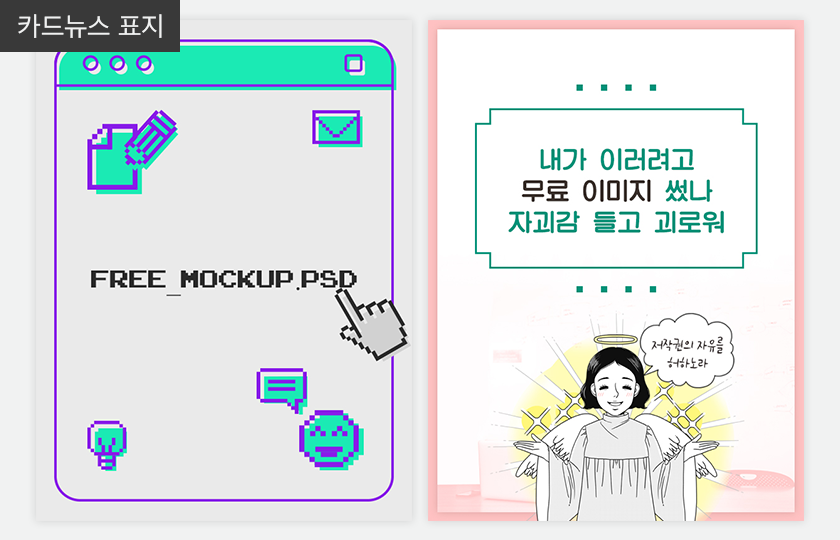 카드뉴스 표지
FREE_MOCKUP.PSD
내가 이러려고
무료 이미지 썼나
자괴감 들고 괴로워
저작권의 자유를
허하노라